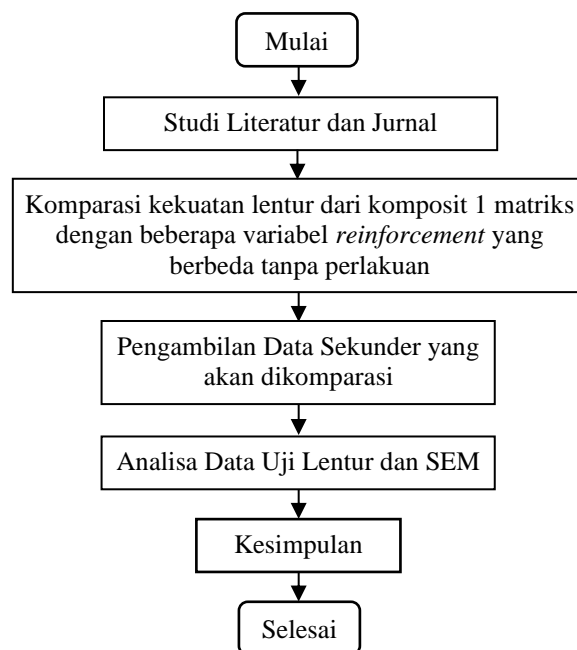 Mulai
Studi Literatur dan Jurnal
Komparasi kekuatan lentur dari komposit 1 matriks
dengan beberapa variabel reinforcement yang
berbeda tanpa perlakuan
Pengambilan Data Sekunder yang
akan dikomparasi
Analisa Data Uji Lentur dan SEM
Kesimpulan
Selesai